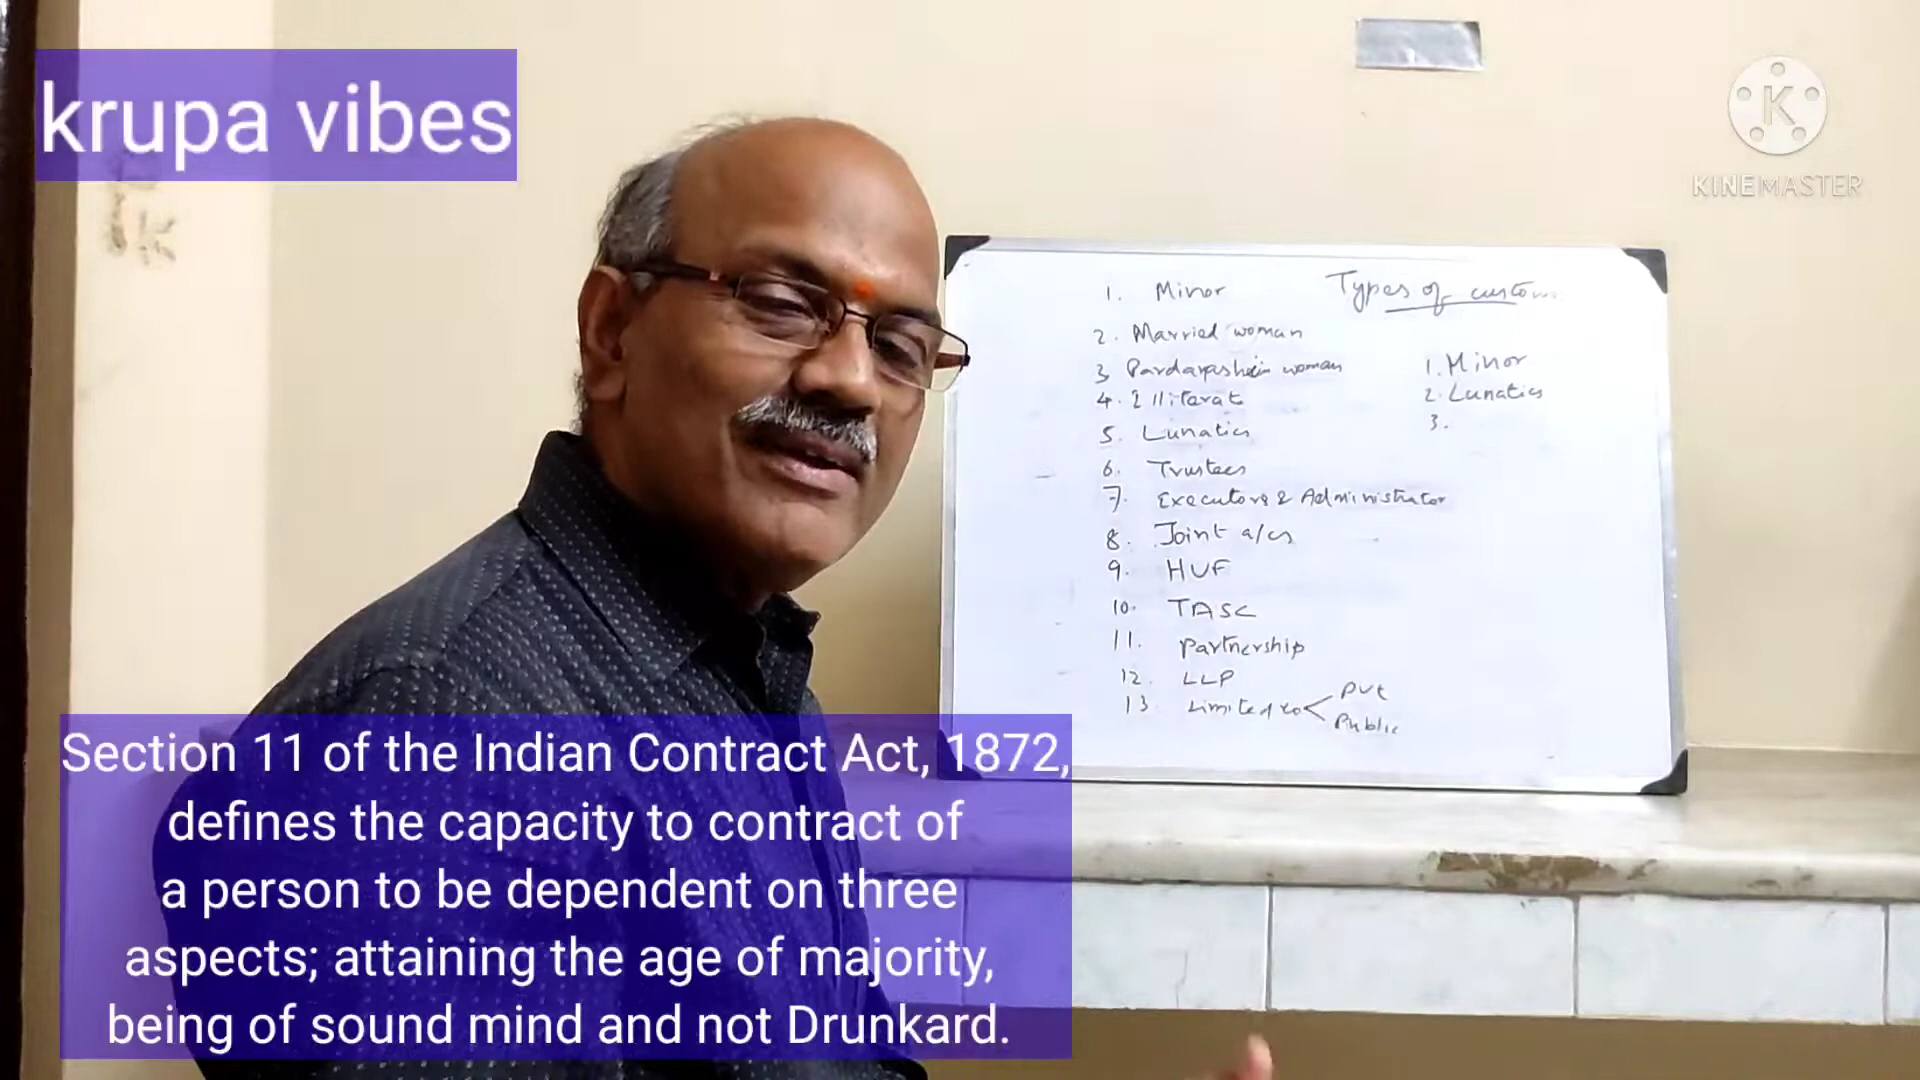 krupa vibes
K
KINEMASTER
Types of custom
1. Minor
2. Married woman
3 Pardanashin woman
4. Illiterate
5. Lunatics
6. Trustees
7. Executors & Administrator
8. Joint a/cs
9. HUF
10. TASC
11. partnership
12. LLP
13. Limited co
Pvt
Public
1. Minor
2. Lunatics
3.
Section 11 of the Indian Contract Act, 1872,
defines the capacity to contract of
a person to be dependent on three
aspects; attaining the age of majority,
being of sound mind and not Drunkard.